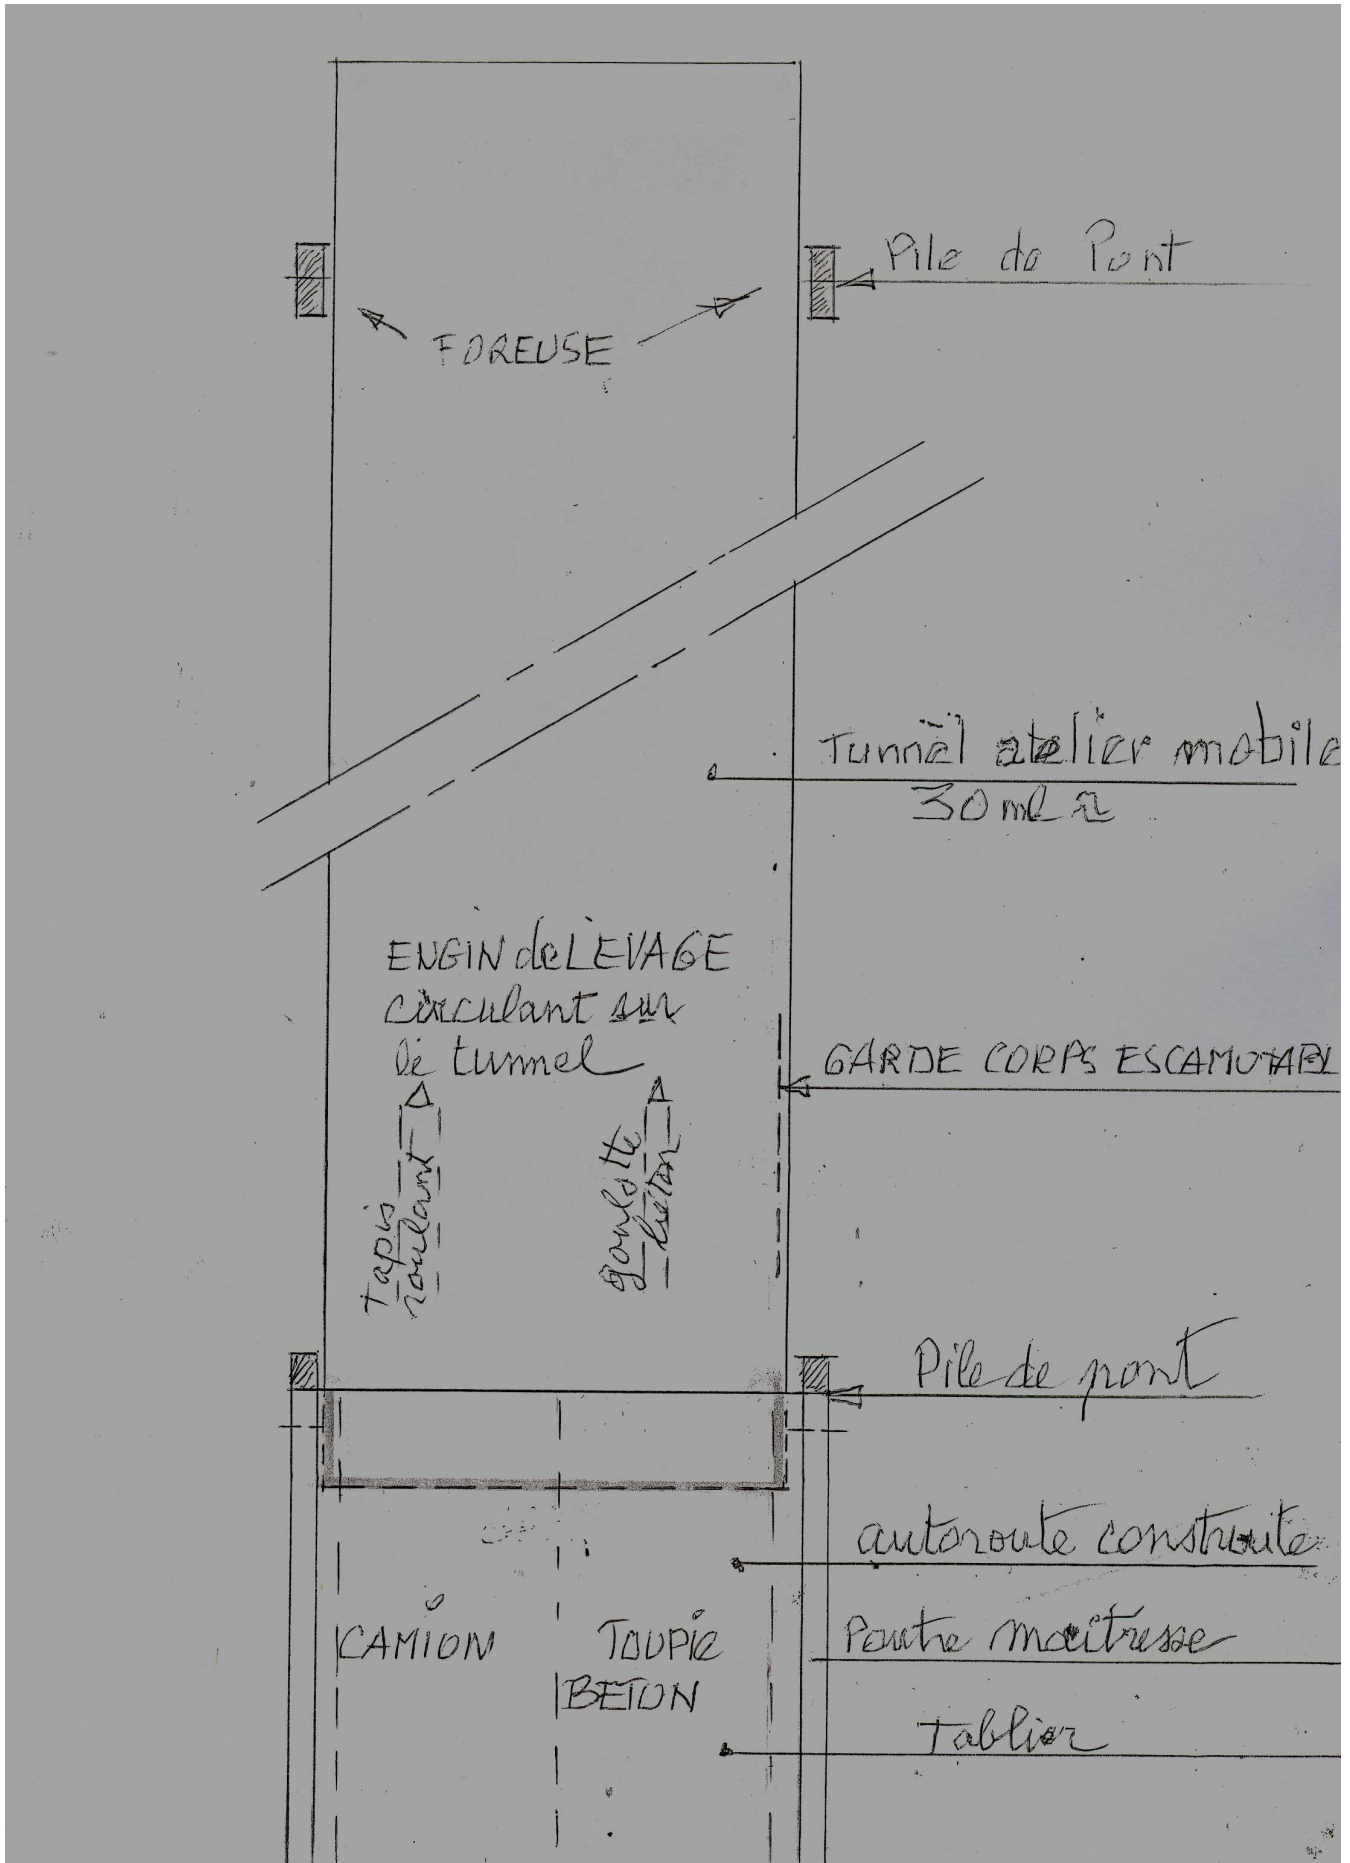 Pile de Pont
FOREUSE
Tunnel atelier mobile
30 ml
ENGIN de LEVAGE
circulant sur
le tunnel
GARDE CORPS ESCAMOTABL
tapis
roulant
goulotte
béton
Pile de pont
autoroute construite
CAMION
TOUPIE
BETON
Poutre maitresse
Tablier